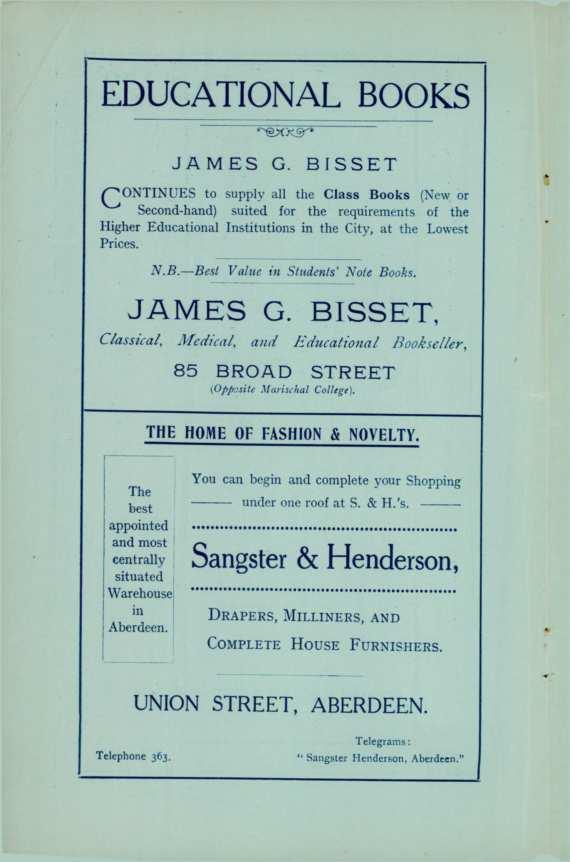 EDUCATIONAL BOOKS
JAMES G. BISSET
CONTINUES to supply all the Class Books (New or
Second-hand) suited for the requirements of the
Higher Educational Institutions in the City, at the Lowest
Prices.
N.B.—Best Value in Students' Note Books.
JAMES G. BISSET,
Classical, Medical, and Educational Bookseller,
85 BROAD STREET
(Opposite Marischal College).
THE HOME OF FASHION & NOVELTY.
The
best
appointed
and most
centrally
situated
Warehouse
in
Aberdeen.
You can begin and complete your Shopping
under one roof at S. & H.'s.
Sangster & Henderson,
DRAPERS, MILLINERS, AND
COMPLETE HOUSE FURNISHERS.
UNION STREET, ABERDEEN.
Telephone 363.
Telegrams:
"Sangster Henderson, Aberdeen."